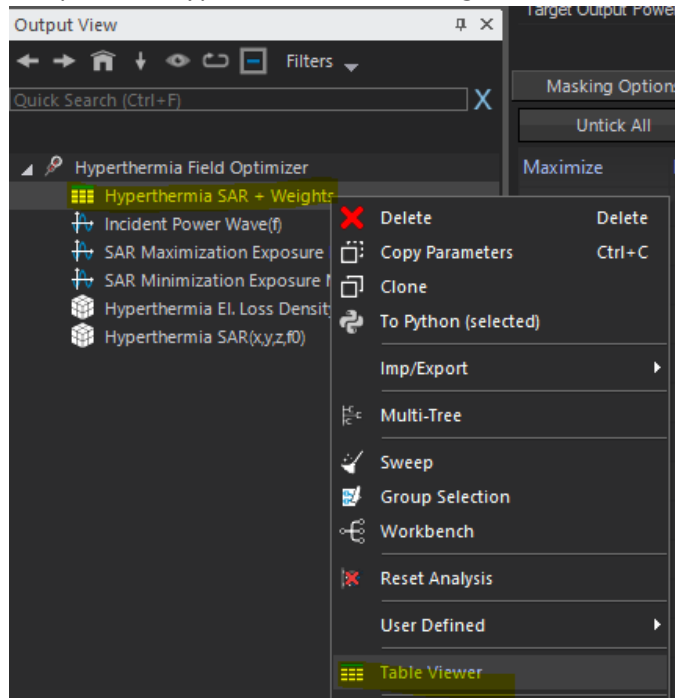 Output View
Target Output Powe
Filters
Quick Search (Ctrl+F)
X
Masking Options
Untick All
Maximize
Hyperthermia Field Optimizer
Hyperthermia SAR + Weights
Incident Power Wave(f)
SAR Maximization Exposure
SAR Minimization Exposure
Hyperthermia El. Loss Densit
Hyperthermia SAR(x,y,z,f0)
Delete Delete
Copy Parameters Ctrl+C
Clone
To Python (selected)
Imp/Export
Multi-Tree
Sweep
Group Selection
Workbench
Reset Analysis
User Defined
Table Viewer